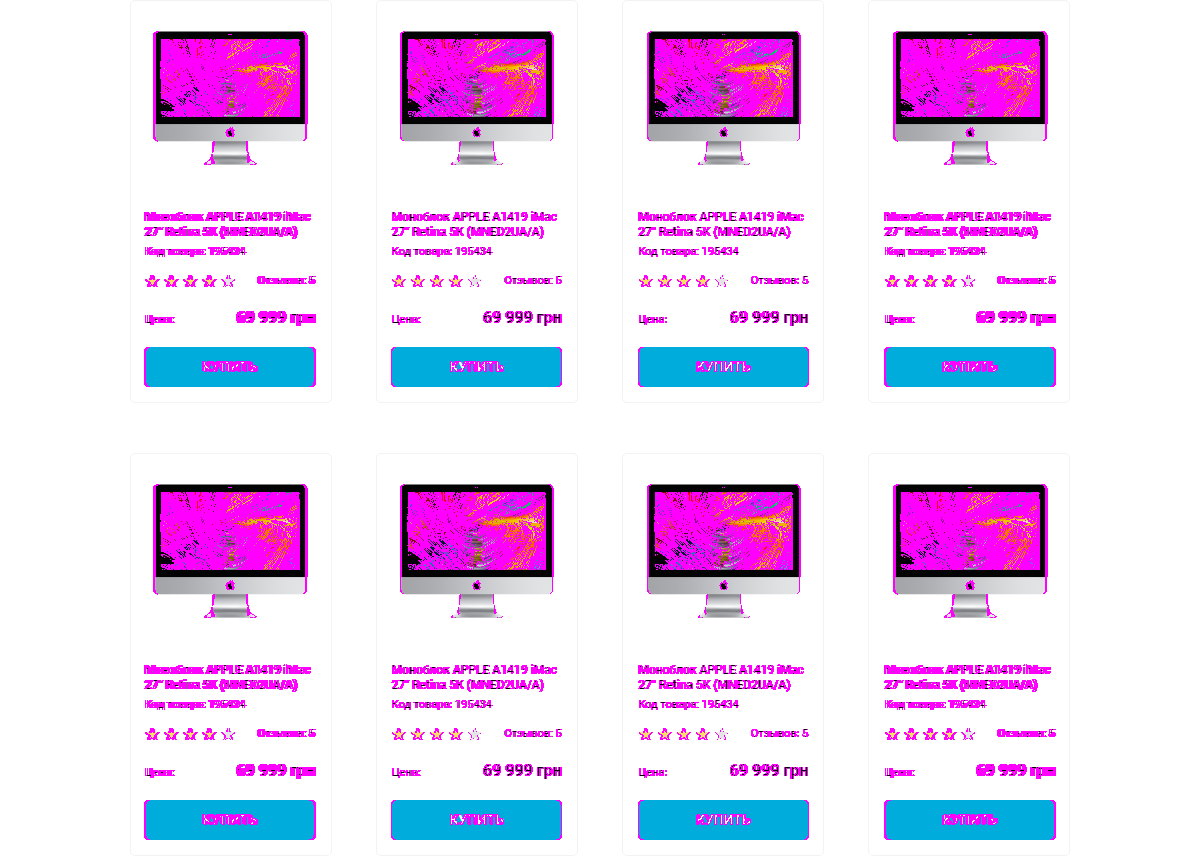 Моноблок APPLE A1419 iMac
27" Retina 5K (MNED2UA/A)
Код товара: 195434
Отзывов: 5
Цена:
69 999 грн
КУПИТЬ
Моноблок APPLE A1419 iMac
27" Retina 5K (MNED2UA/A)
Код товара: 195434
Отзывов: 5
Цена:
69 999 грн
КУПИТЬ
Моноблок APPLE A1419 iMac
27" Retina 5K (MNED2UA/A)
Код товара: 195434
Отзывов: 5
Цена:
69 999 грн
КУПИТЬ
Моноблок APPLE A1419 iMac
27" Retina 5K (MNED2UA/A)
Код товара: 195434
Отзывов: 5
Цена:
69 999 грн
КУПИТЬ
Моноблок APPLE A1419 iMac
27" Retina 5K (MNED2UA/A)
Код товара: 195434
Отзывов: 5
Цена:
69 999 грн
КУПИТЬ
Моноблок APPLE A1419 iMac
27" Retina 5K (MNED2UA/A)
Код товара: 195434
Отзывов: 5
Цена:
69 999 грн
КУПИТЬ
Моноблок APPLE A1419 iMac
27" Retina 5K (MNED2UA/A)
Код товара: 195434
Отзывов: 5
Цена:
69 999 грн
КУПИТЬ
Моноблок APPLE A1419 iMac
27" Retina 5K (MNED2UA/A)
Код товара: 195434
Отзывов: 5
Цена:
69 999 грн
КУПИТЬ